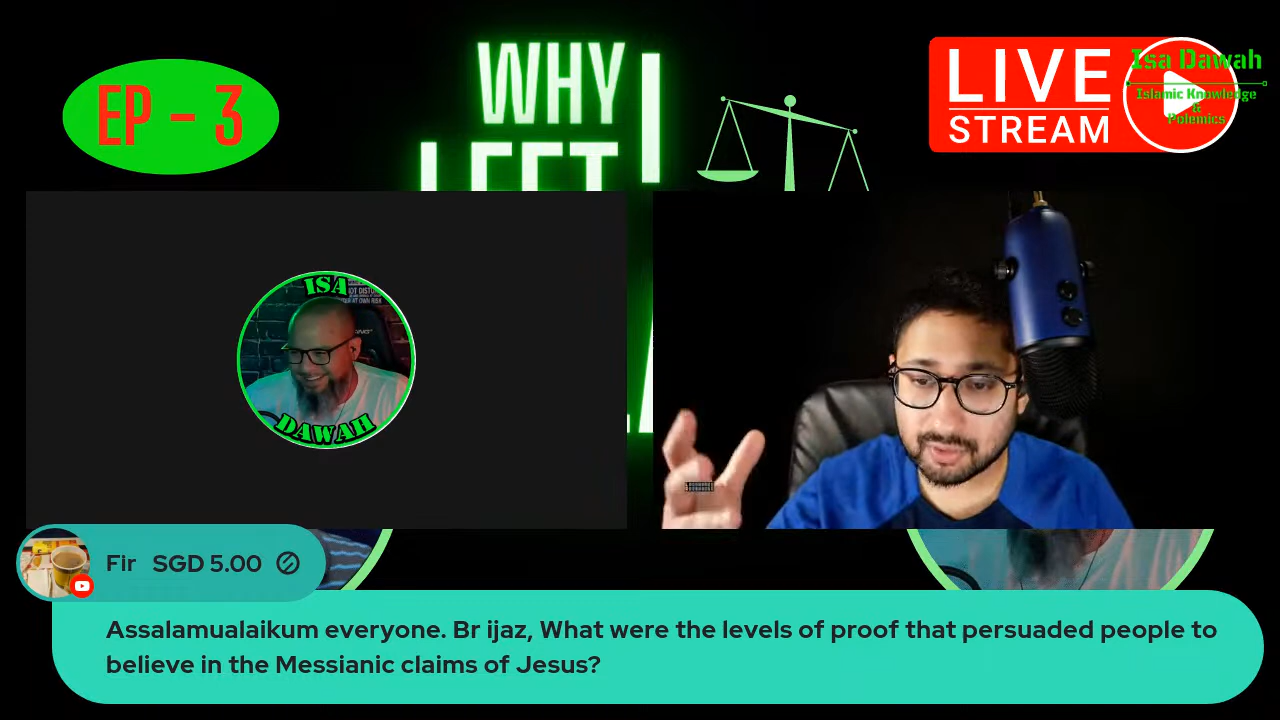 WHY
I
LEFT
EP - 3
LIVE
STREAM
Isa Dawah
Islamic Knowledge
&
Polemics
ISA
DAWAH
Fir SGD 5.00
Assalamualaikum everyone. Br ijaz, What were the levels of proof that persuaded people to
believe in the Messianic claims of Jesus?